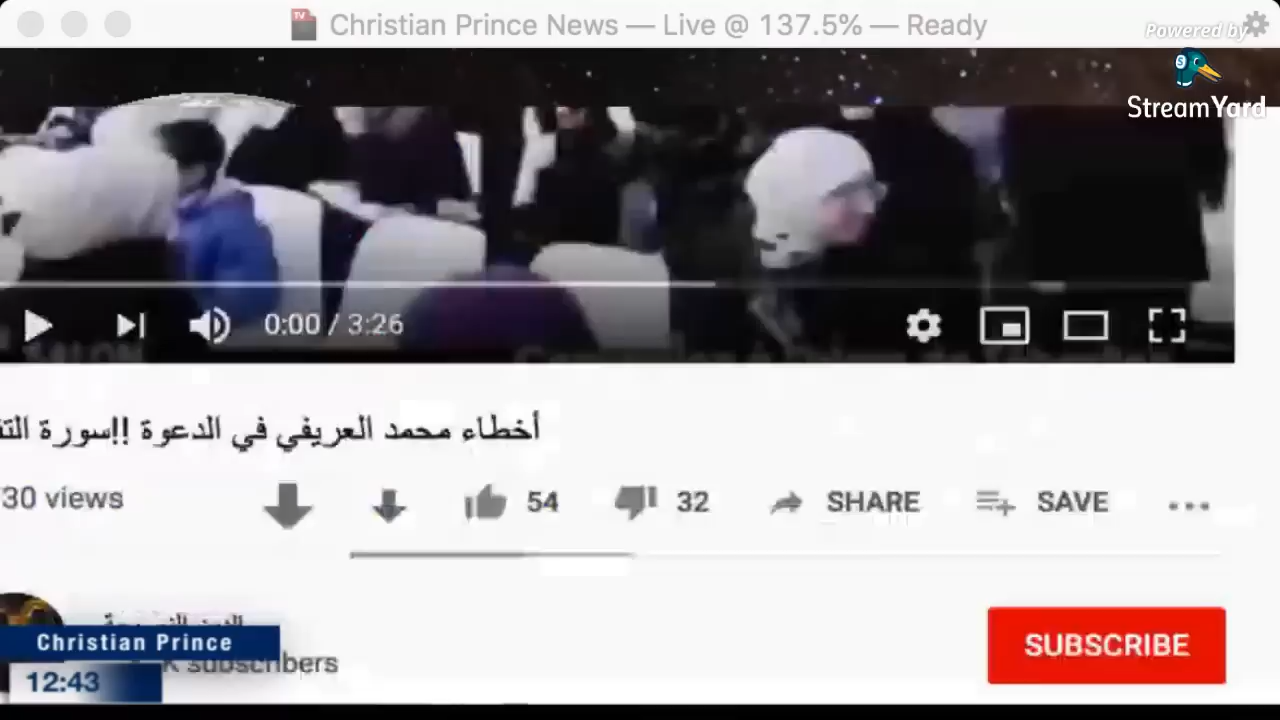 Christian Prince News — Live @ 137.5% — Ready
Powered by
StreamYard
0:00 / 3:26
أخطاء محمد العريفي في الدعوة !!سورة
30 views
54
32
SHARE
SAVE
Christian Prince
K subscribers
SUBSCRIBE
12:43